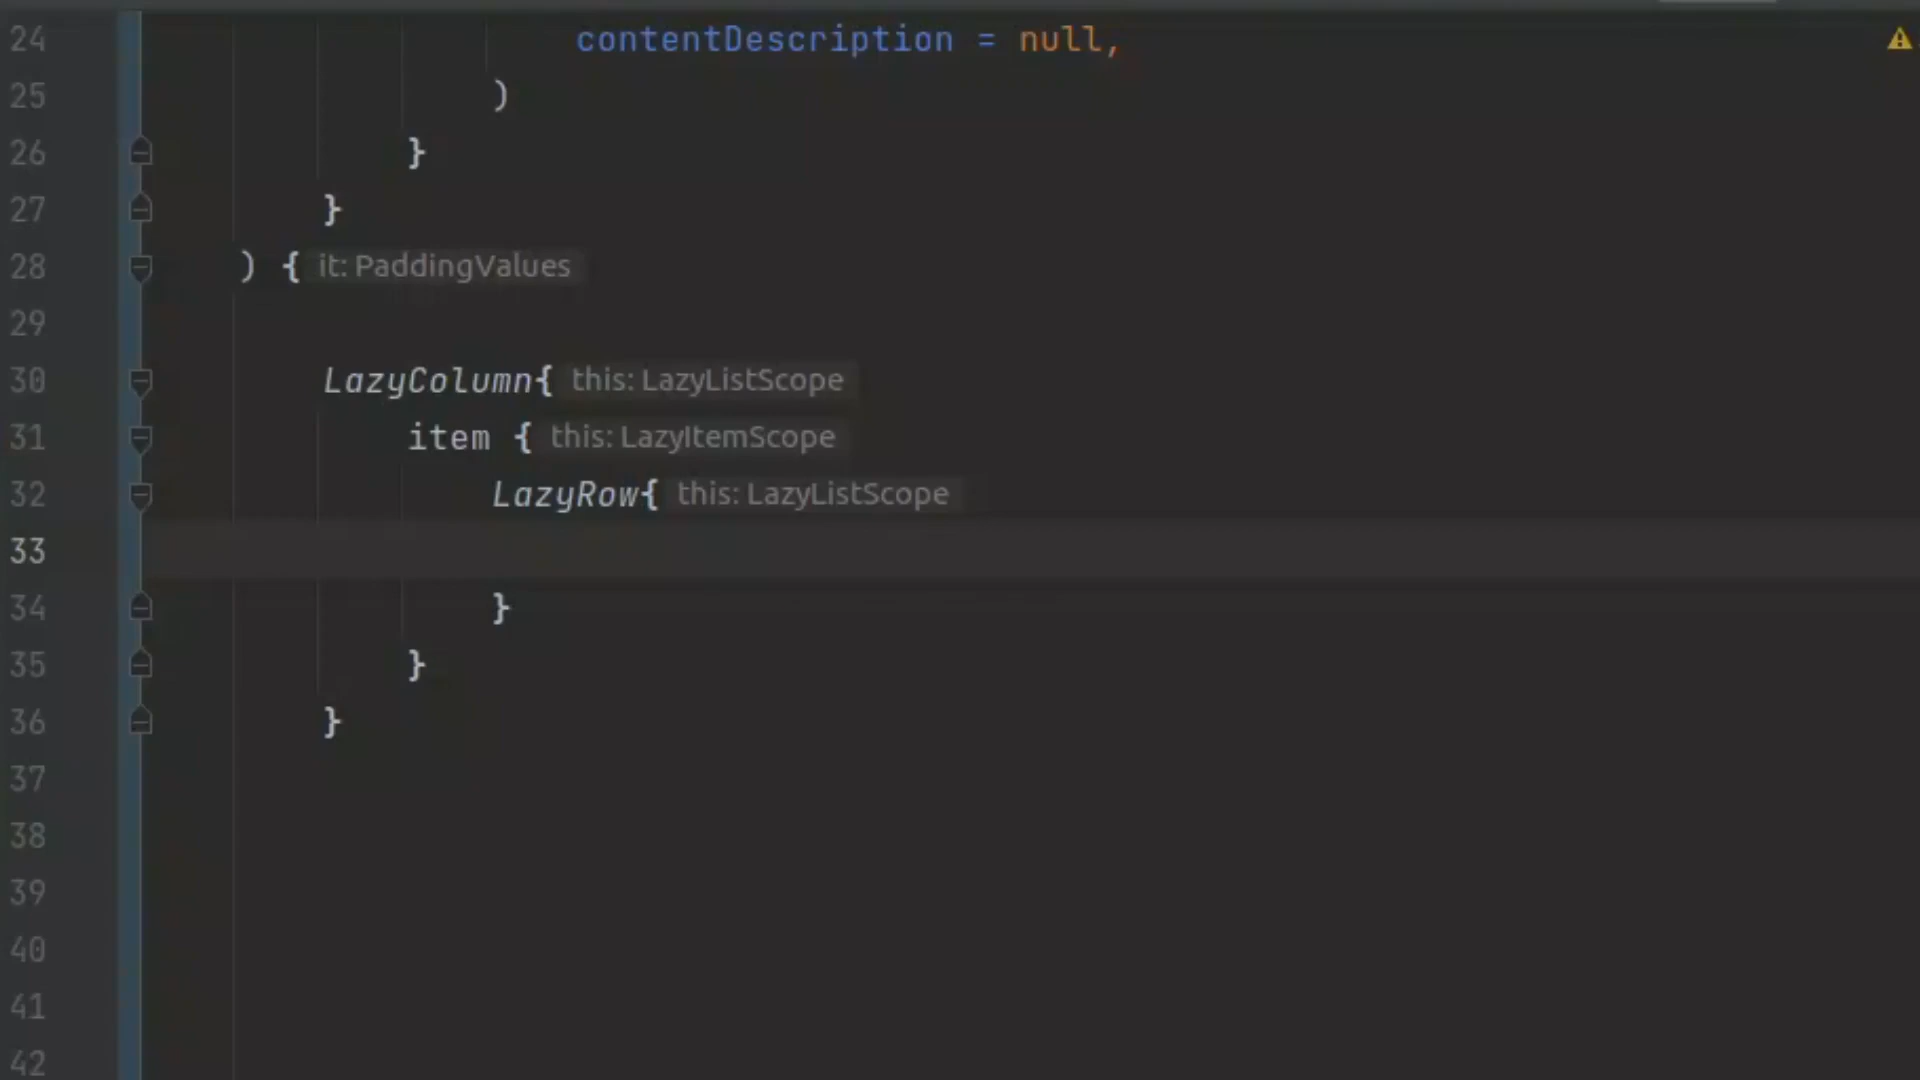 24 contentDescription = null,
25 )
26 }
27 }
28 ) { it: PaddingValues
29
30 LazyColumn{ this: LazyListScope
31 item { this: LazyItemScope
32 LazyRow{ this: LazyListScope
33
34 }
35 }
36 }
37
38
39
40
41
42